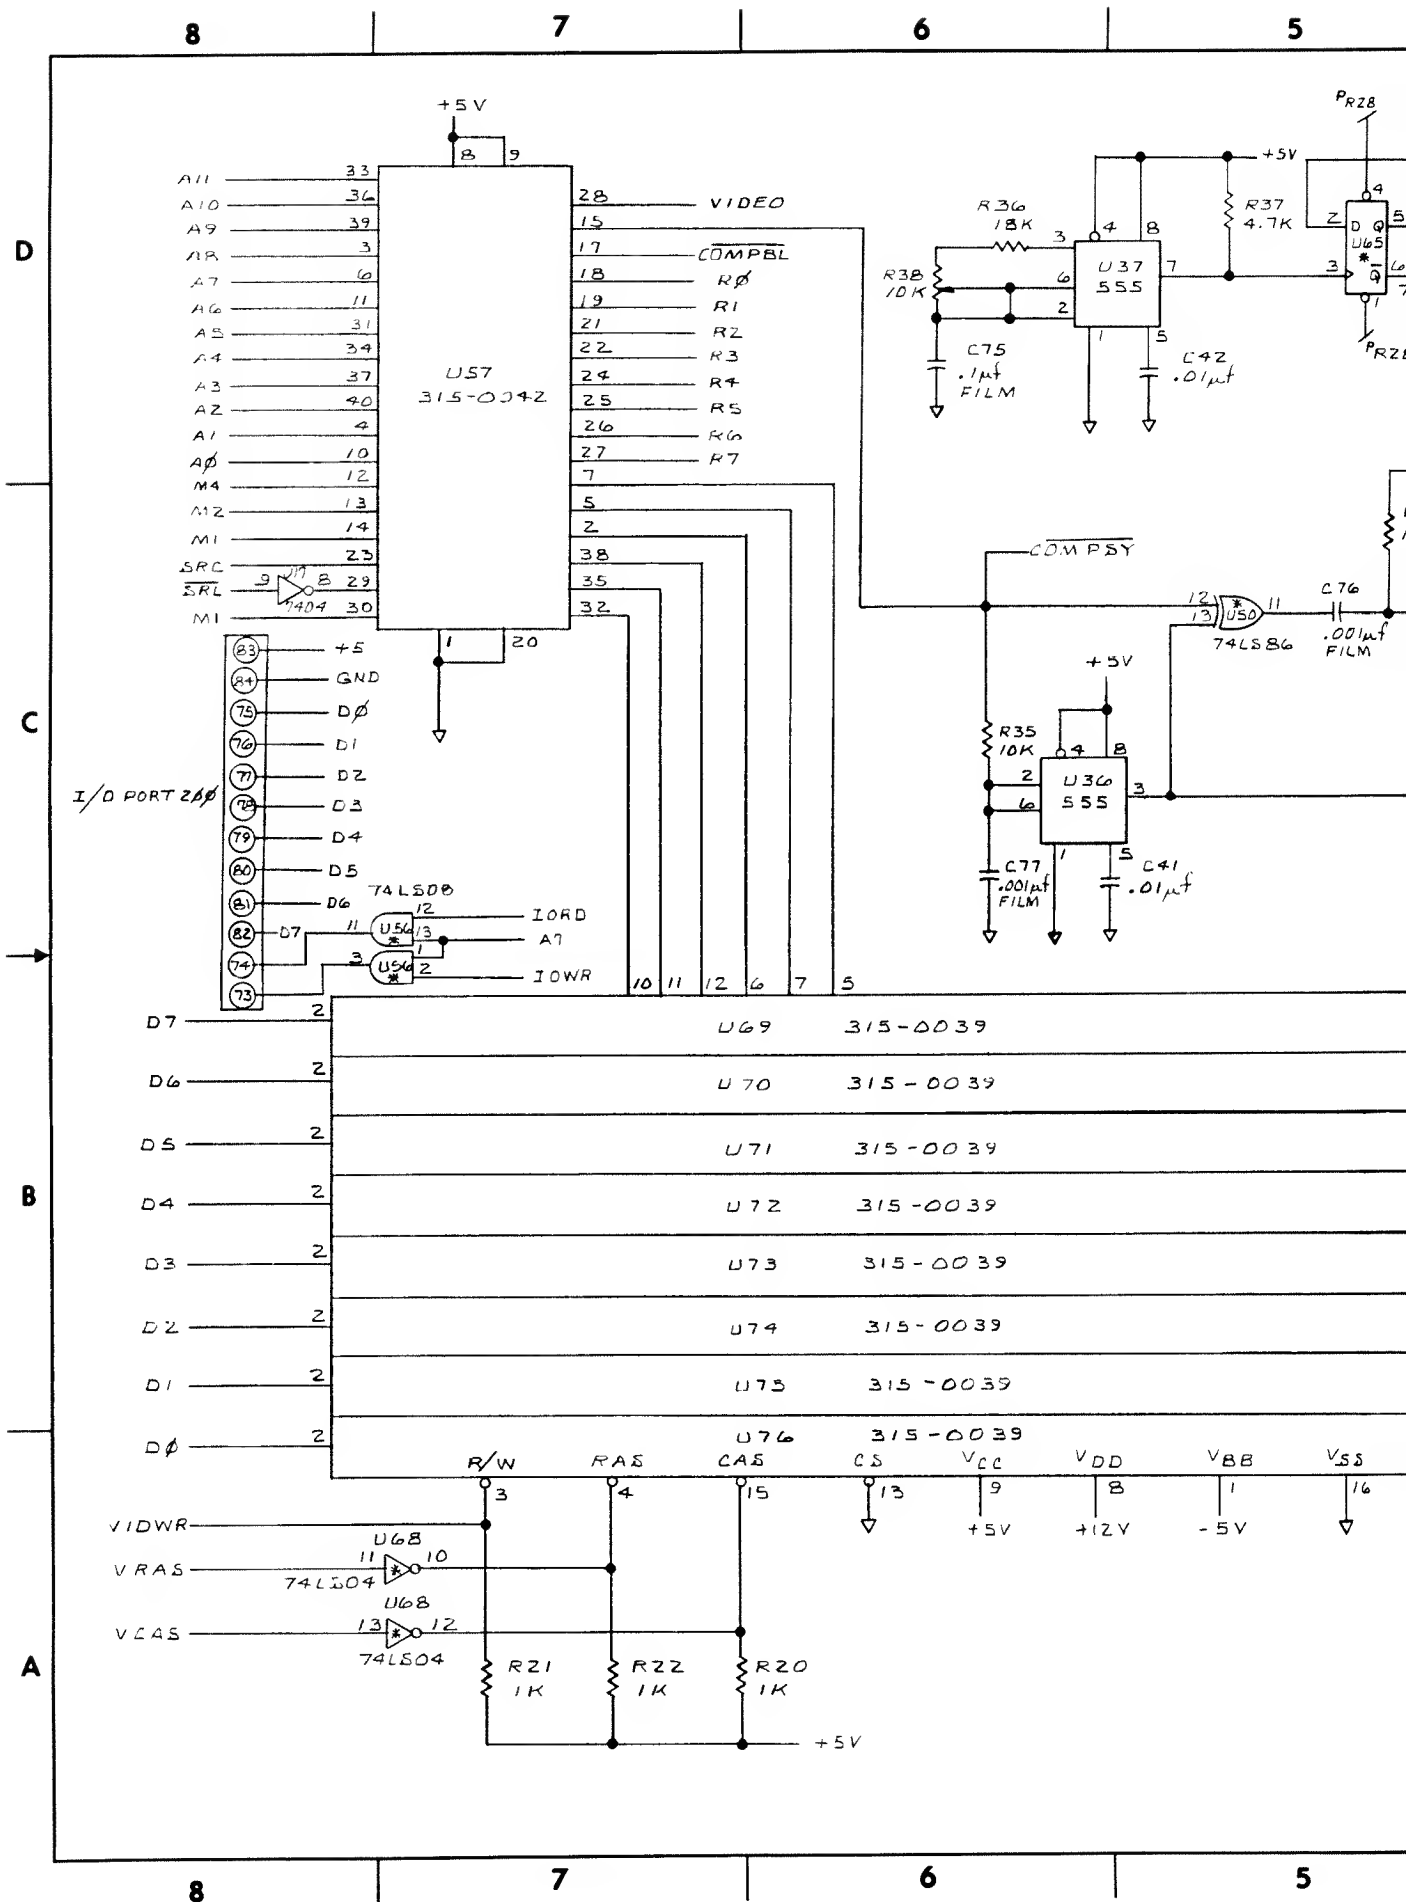 8 7 6 5
D
C
B
A
+5V
8 9
A11 33
A10 36
A9 39
A8 3
A7 6
A6 11
A5 31
A4 34
A3 37
A2 40
A1 4
AØ 10
M4 12
M2 13
M1 14
SRC 23
SRL 9 U17 8 29
7404
M1 30
U57
315-0042
1 20
28 VIDEO
15
17 COMPBL
18 RØ
19 R1
21 R2
22 R3
24 R4
25 R5
26 R6
27 R7
7
5
2
38
35
32
PR28
+5V
R36
18K
R38
10K
3
6
2
4 8
U37
555
7
1 5
C75
.1µf
FILM
C42
.01µf
R37
4.7K
4
2 D Q 5
U65
*
3 Q 6
7
1
PR28
COMPSY
12
13
*
U50
11
74LS86
C76
.001µf
FILM
+5V
R35
10K
4 8
2
6
U36
555
3
1 5
C77
.001µf
FILM
C41
.01µf
I/O PORT 2ØØ
83 +5
84 GND
75 DØ
76 D1
77 D2
78 D3
79 D4
80 D5
81 D6
82 D7
74
73
74LS08
11 U56 * 12 IORD
13 A7
3 U56 * 1
2 IOWR
10 11 12 6 7 5
D7 2 U69 315-0039
D6 2 U70 315-0039
D5 2 U71 315-0039
D4 2 U72 315-0039
D3 2 U73 315-0039
D2 2 U74 315-0039
D1 2 U75 315-0039
DØ 2 U76 315-0039
R/W RAS CAS CS VCC VDD VBB VSS
3 4 15 13 9 8 1 16
+5V +12V -5V
VIDWR
U68
VRAS 11 * 10
74LS04
U68
VCAS 13 * 12
74LS04
R21
1K
R22
1K
R20
1K
+5V
8 7 6 5